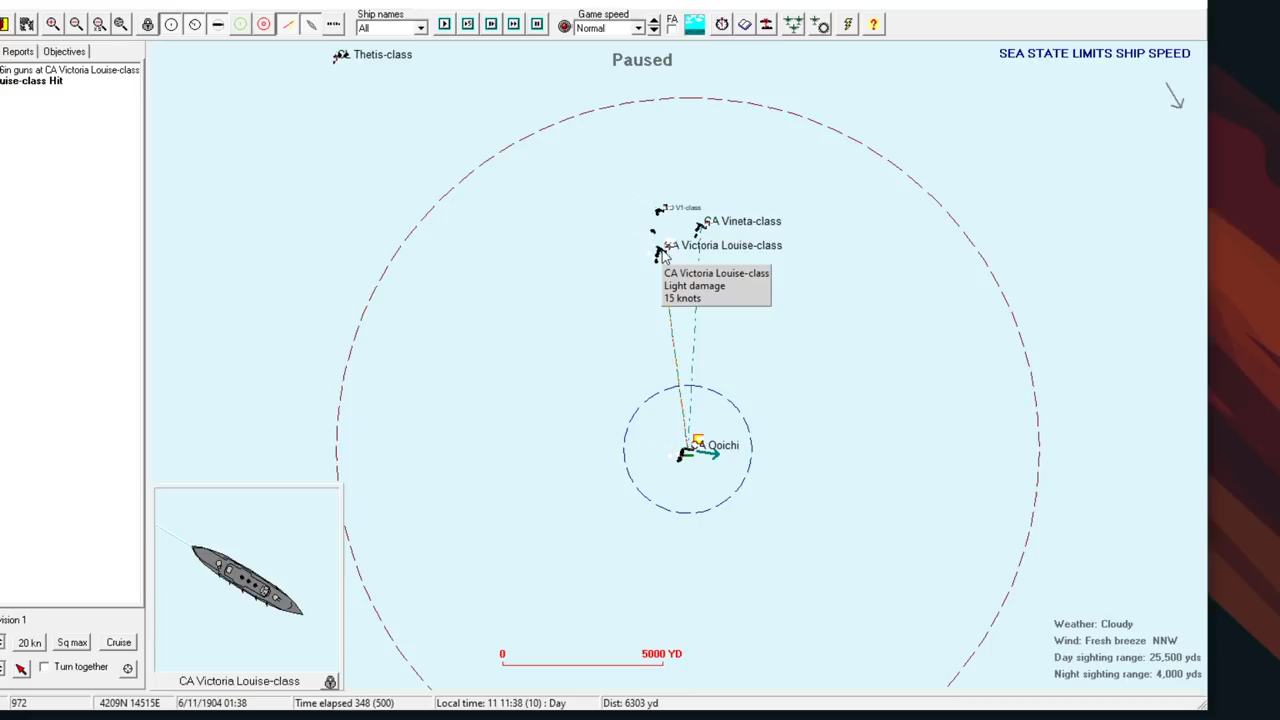 Ship names
All
Game speed
Normal
FA
Reports
Objectives
6in guns at CA Victoria Louise-class
uise-class Hit
Thetis-class
Paused
SEA STATE LIMITS SHIP SPEED
V1-class
CA Vineta-class
CA Victoria Louise-class
CA Victoria Louise-class
Light damage
15 knots
CA Qoichi
0
5000 YD
vision 1
20 kn
Sq max
Cruise
Turn together
CA Victoria Louise-class
Weather: Cloudy
Wind: Fresh breeze NNW
Day sighting range: 25,500 yds
Night sighting range: 4,000 yds
972
4209N 14515E
6/11/1904 01:38
Time elapsed 348 (500)
Local time: 11 11:38 (10) : Day
Dist: 6303 yd